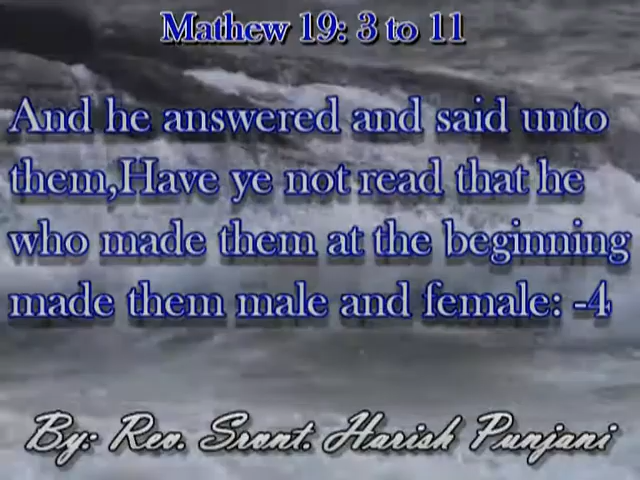 Mathew 19: 3 to 11
And he answered and said unto
them,Have ye not read that he
who made them at the beginning
made them male and female: -4
By: Rev. Srvnt. Harish Punjani